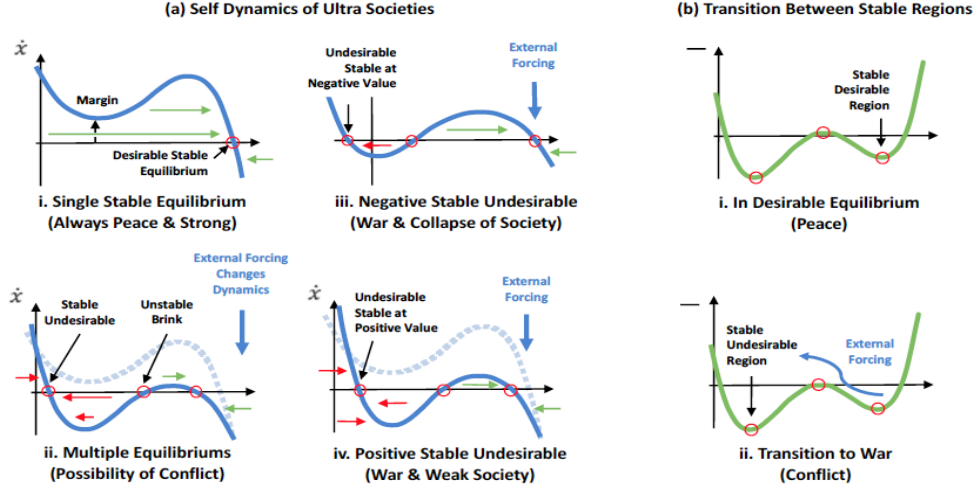 (a) Self Dynamics of Ultra Societies
(b) Transition Between Stable Regions
ẋ
Margin
Desirable Stable
Equilibrium
i. Single Stable Equilibrium
(Always Peace & Strong)
Undesirable
Stable at
Negative Value
External
Forcing
iii. Negative Stable Undesirable
(War & Collapse of Society)
Stable
Desirable
Region
i. In Desirable Equilibrium
(Peace)
ẋ
Stable
Undesirable
Unstable
Brink
External Forcing
Changes
Dynamics
ii. Multiple Equilibriums
(Possibility of Conflict)
ẋ
Undesirable
Stable at
Positive Value
External
Forcing
iv. Positive Stable Undesirable
(War & Weak Society)
Stable
Undesirable
Region
External
Forcing
ii. Transition to War
(Conflict)